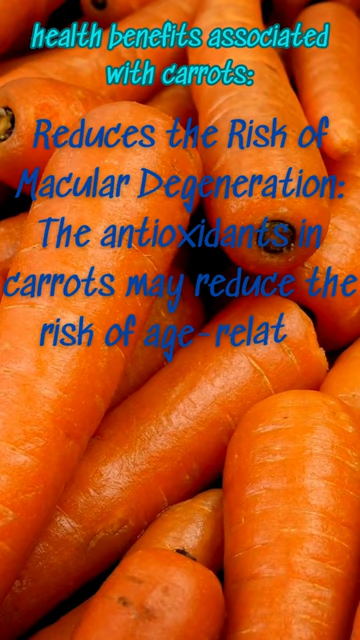 health benefits associated
with carrots:
Reduces the Risk of
Macular Degeneration:
The antioxidants in
carrots may reduce the
risk of age-relat